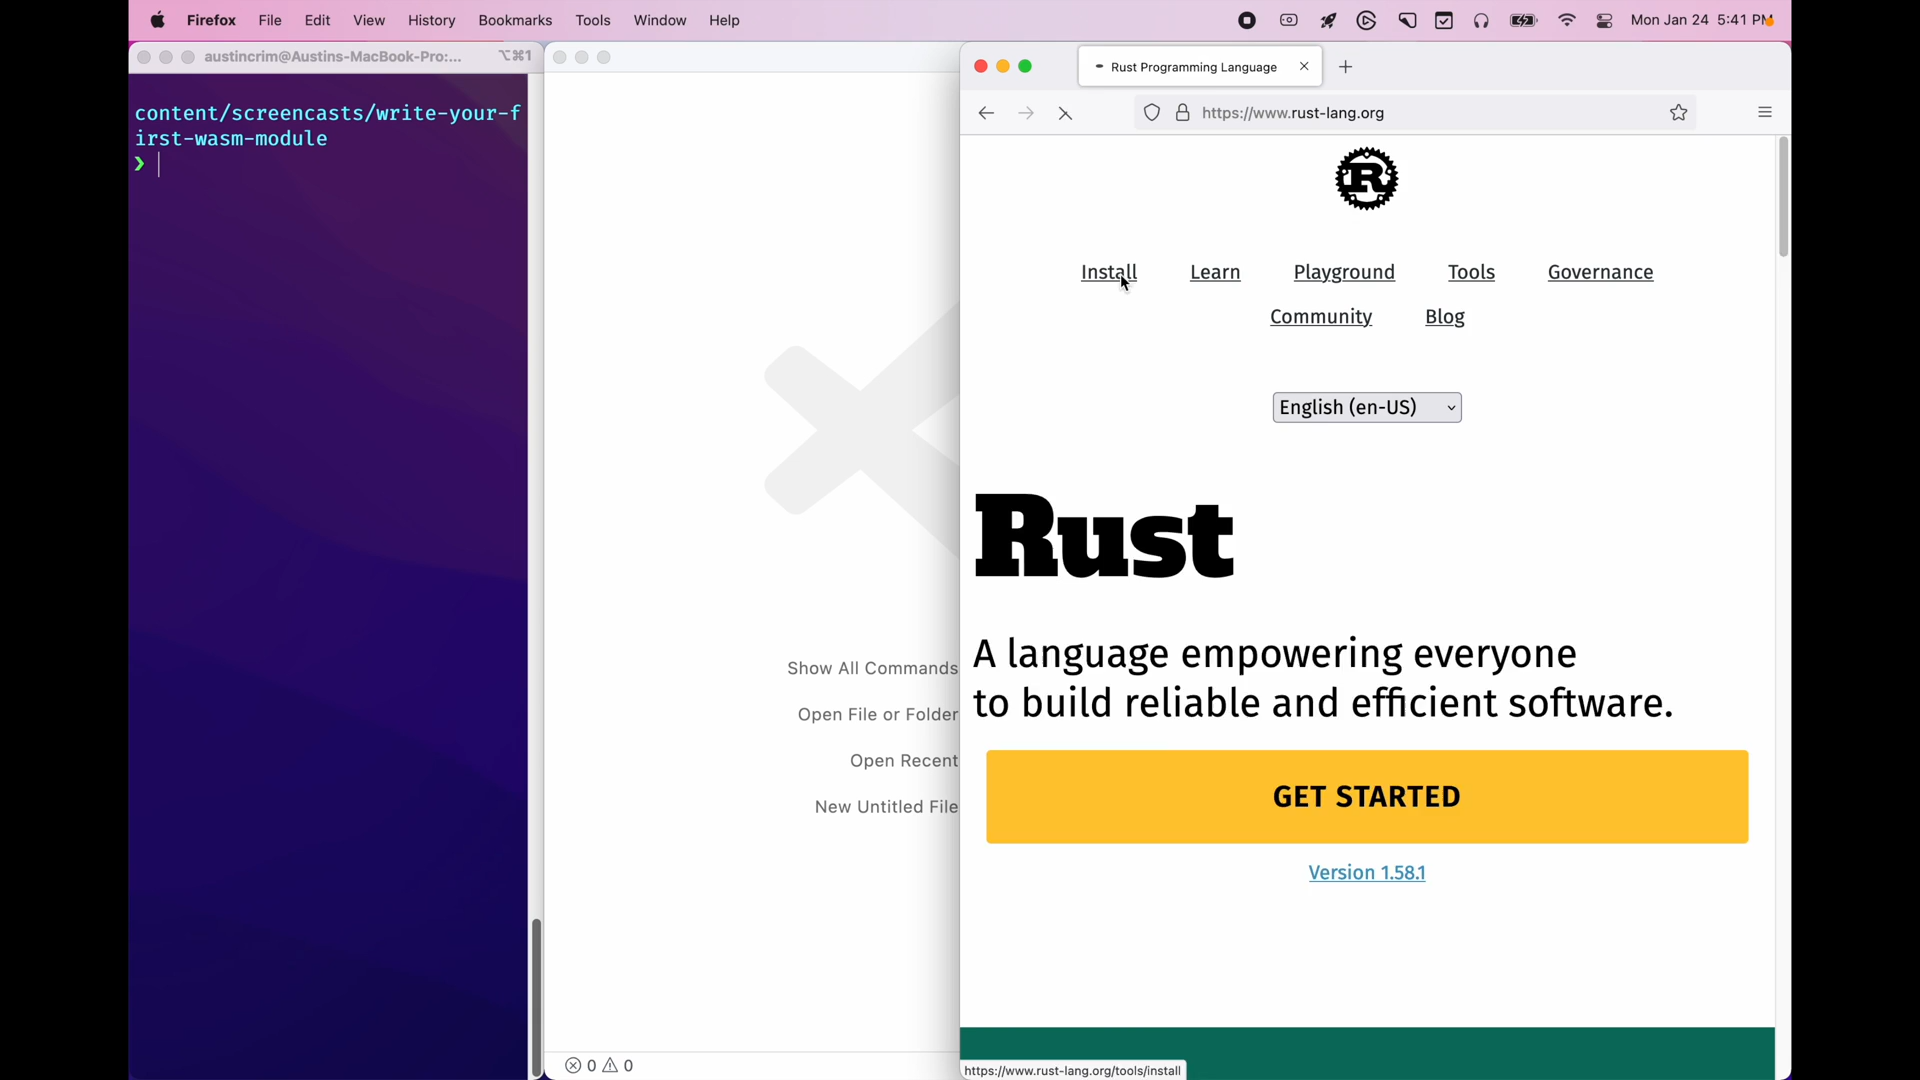 Firefox File Edit View History Bookmarks Tools Window Help
Mon Jan 24 5:41 PM
austincrim@Austins-MacBook-Pro:... ⌥⌘1
content/screencasts/write-your-f
irst-wasm-module
❯
Show All Commands
Open File or Folder
Open Recent
New Untitled File
0 0
Rust Programming Language
https://www.rust-lang.org
R
Install Learn Playground Tools Governance
Community Blog
English (en-US)
Rust
A language empowering everyone
to build reliable and efficient software.
GET STARTED
Version 1.58.1
https://www.rust-lang.org/tools/install